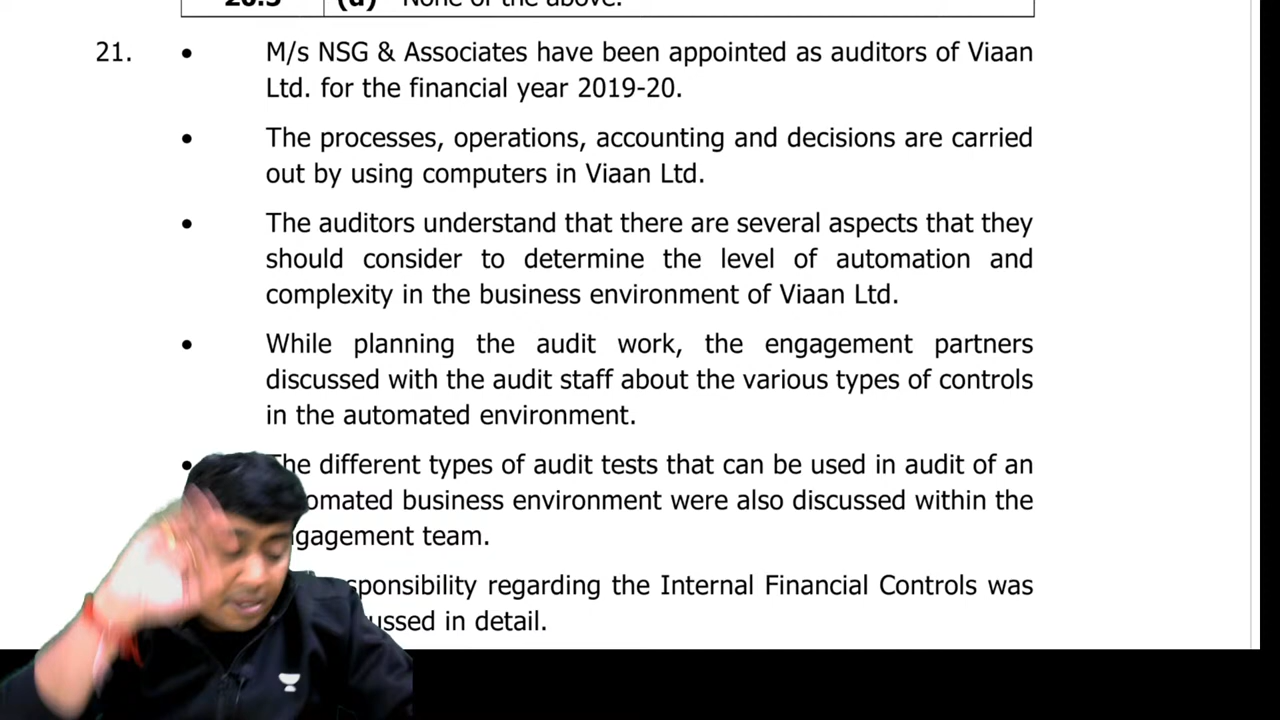 (d) None of the above.
21. • M/s NSG & Associates have been appointed as auditors of Viaan
Ltd. for the financial year 2019-20.
• The processes, operations, accounting and decisions are carried
out by using computers in Viaan Ltd.
• The auditors understand that there are several aspects that they
should consider to determine the level of automation and
complexity in the business environment of Viaan Ltd.
• While planning the audit work, the engagement partners
discussed with the audit staff about the various types of controls
in the automated environment.
• The different types of audit tests that can be used in audit of an
omated business environment were also discussed within the
gagement team.
sponsibility regarding the Internal Financial Controls was
ussed in detail.